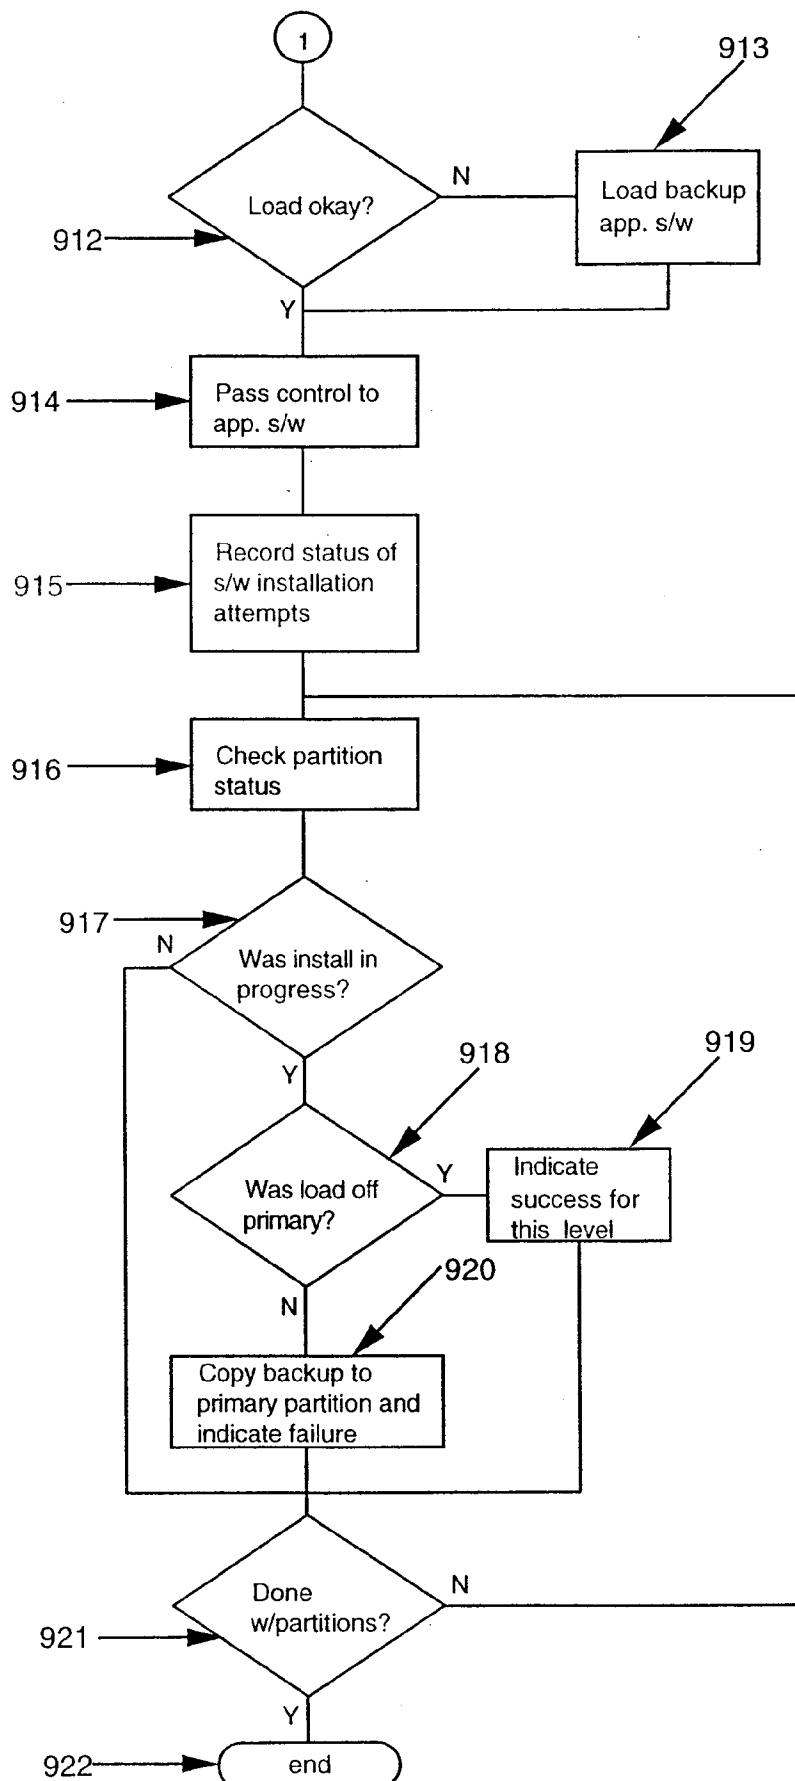 1
913
N
Load backup
app. s/w
Load okay?
912
Y
914
Pass control to
app. s/w
915
Record status of
s/w installation
attempts
916
Check partition
status
917
N
Was install in
progress?
Y
918
919
Was load off
primary?
Y
Indicate
success for
this level
920
N
Copy backup to
primary partition and
indicate failure
Done
w/partitions?
N
921
Y
922
end